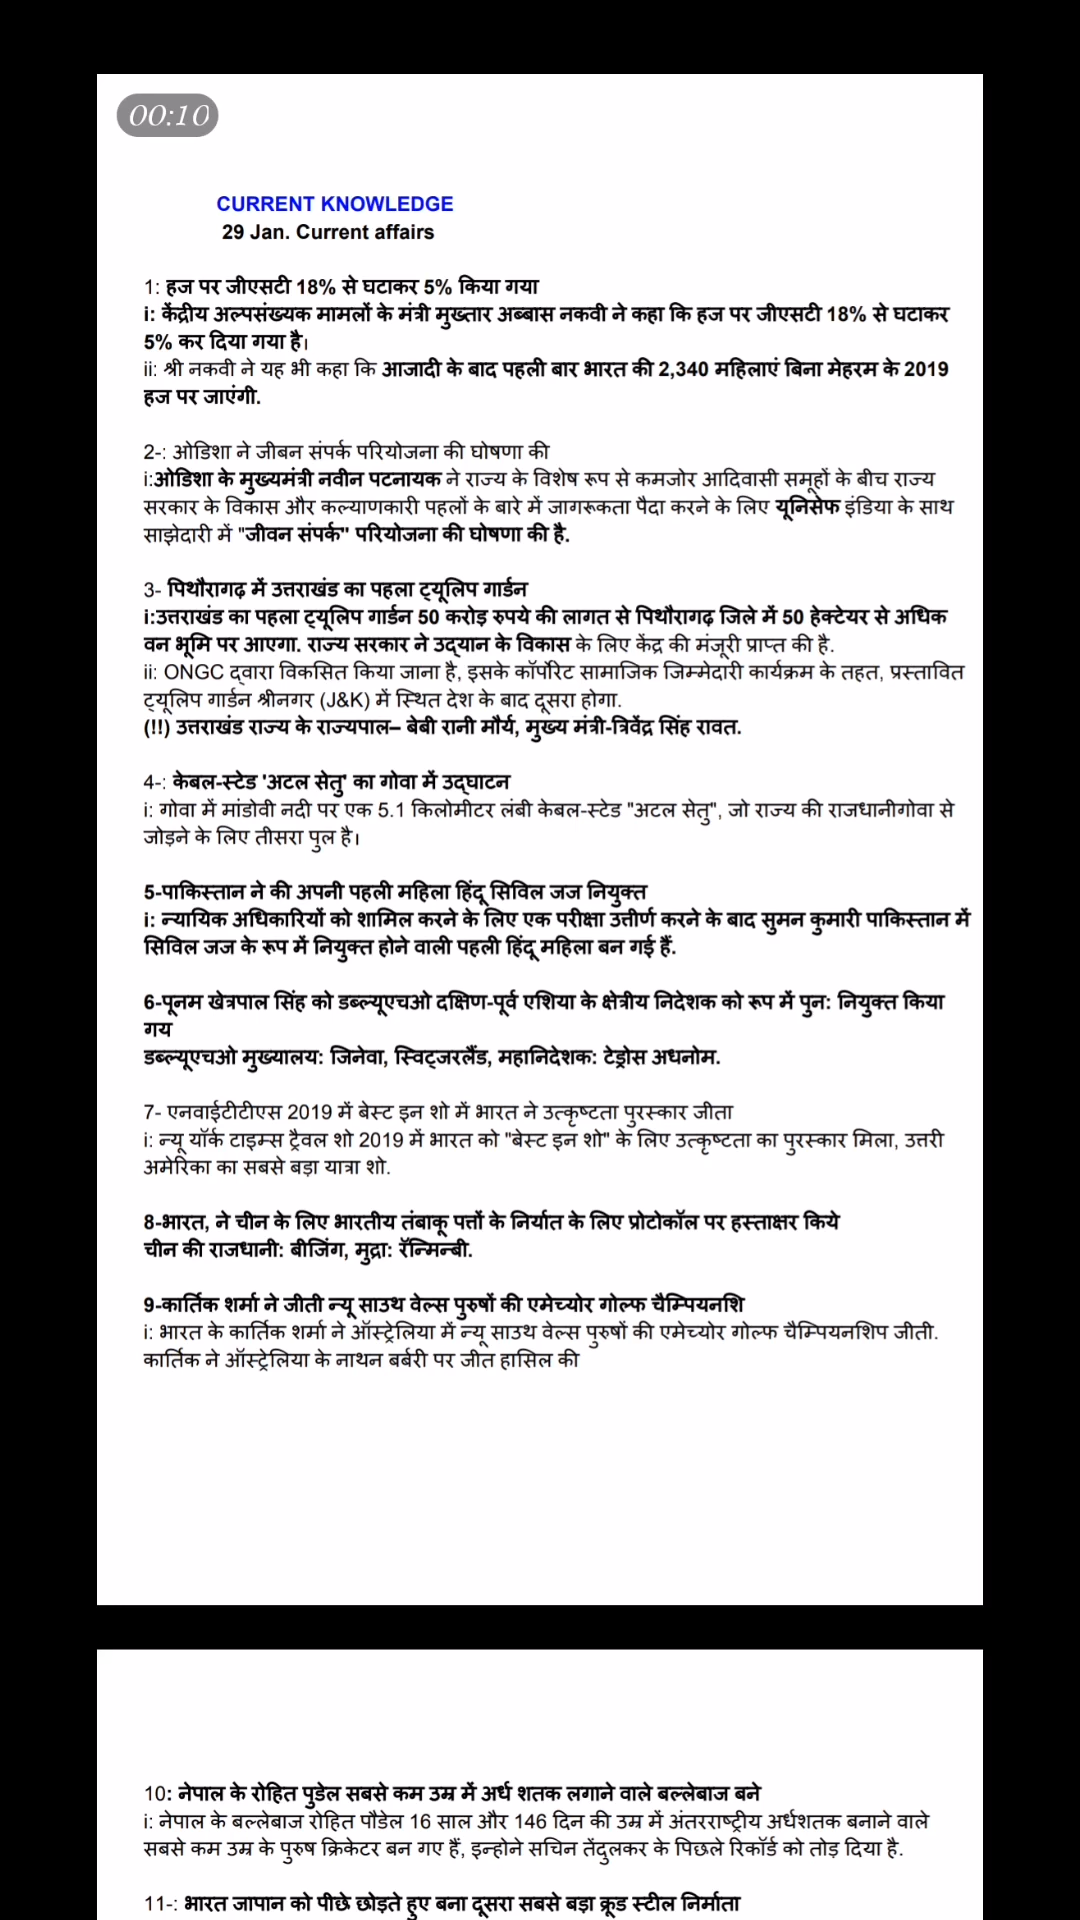 00:10
CURRENT KNOWLEDGE
29 Jan. Current affairs
1: हज पर जीएसटी 18% से घटाकर 5% किया गया
i: केंद्रीय अल्पसंख्यक मामलों के मंत्री मुख्तार अब्बास नकवी ने कहा कि हज पर जीएसटी 18% से घटाकर
5% कर दिया गया है।
ii: श्री नकवी ने यह भी कहा कि आजादी के बाद पहली बार भारत की 2,340 महिलाएं बिना मेहरम के 2019
हज पर जाएंगी.
2-: ओडिशा ने जीबन संपर्क परियोजना की घोषणा की
i:ओडिशा के मुख्यमंत्री नवीन पटनायक ने राज्य के विशेष रूप से कमजोर आदिवासी समूहों के बीच राज्य
सरकार के विकास और कल्याणकारी पहलों के बारे में जागरूकता पैदा करने के लिए यूनिसेफ इंडिया के साथ
साझेदारी में "जीवन संपर्क" परियोजना की घोषणा की है.
3- पिथौरागढ़ में उत्तराखंड का पहला ट्यूलिप गार्डन
i:उत्तराखंड का पहला ट्यूलिप गार्डन 50 करोड़ रुपये की लागत से पिथौरागढ़ जिले में 50 हेक्टेयर से अधिक
वन भूमि पर आएगा. राज्य सरकार ने उद्यान के विकास के लिए केंद्र की मंजूरी प्राप्त की है.
ii: ONGC द्वारा विकसित किया जाना है, इसके कॉर्पोरेट सामाजिक जिम्मेदारी कार्यक्रम के तहत, प्रस्तावित
ट्यूलिप गार्डन श्रीनगर (J&K) में स्थित देश के बाद दूसरा होगा.
(!!) उत्तराखंड राज्य के राज्यपाल– बेबी रानी मौर्य, मुख्य मंत्री-त्रिवेंद्र सिंह रावत.
4-: केबल-स्टेड 'अटल सेतु' का गोवा में उद्घाटन
i: गोवा में मांडोवी नदी पर एक 5.1 किलोमीटर लंबी केबल-स्टेड "अटल सेतु", जो राज्य की राजधानीगोवा से
जोड़ने के लिए तीसरा पुल है।
5-पाकिस्तान ने की अपनी पहली महिला हिंदू सिविल जज नियुक्त
i: न्यायिक अधिकारियों को शामिल करने के लिए एक परीक्षा उत्तीर्ण करने के बाद सुमन कुमारी पाकिस्तान में
सिविल जज के रूप में नियुक्त होने वाली पहली हिंदू महिला बन गई हैं.
6-पूनम खेत्रपाल सिंह को डब्ल्यूएचओ दक्षिण-पूर्व एशिया के क्षेत्रीय निदेशक को रूप में पुन: नियुक्त किया
गय
डब्ल्यूएचओ मुख्यालय: जिनेवा, स्विट्जरलैंड, महानिदेशक: टेड्रोस अधनोम.
7- एनवाईटीटीएस 2019 में बेस्ट इन शो में भारत ने उत्कृष्टता पुरस्कार जीता
i: न्यू यॉर्क टाइम्स ट्रैवल शो 2019 में भारत को "बेस्ट इन शो" के लिए उत्कृष्टता का पुरस्कार मिला, उत्तरी
अमेरिका का सबसे बड़ा यात्रा शो.
8-भारत, ने चीन के लिए भारतीय तंबाकू पत्तों के निर्यात के लिए प्रोटोकॉल पर हस्ताक्षर किये
चीन की राजधानी: बीजिंग, मुद्रा: रॅन्मिन्बी.
9-कार्तिक शर्मा ने जीती न्यू साउथ वेल्स पुरुषों की एमेच्योर गोल्फ चैम्पियनशि
i: भारत के कार्तिक शर्मा ने ऑस्ट्रेलिया में न्यू साउथ वेल्स पुरुषों की एमेच्योर गोल्फ चैम्पियनशिप जीती.
कार्तिक ने ऑस्ट्रेलिया के नाथन बर्बरी पर जीत हासिल की
10: नेपाल के रोहित पुडेल सबसे कम उम्र में अर्ध शतक लगाने वाले बल्लेबाज बने
i: नेपाल के बल्लेबाज रोहित पौडेल 16 साल और 146 दिन की उम्र में अंतरराष्ट्रीय अर्धशतक बनाने वाले
सबसे कम उम्र के पुरुष क्रिकेटर बन गए हैं, इन्होने सचिन तेंदुलकर के पिछले रिकॉर्ड को तोड़ दिया है.
11-: भारत जापान को पीछे छोड़ते हुए बना दूसरा सबसे बड़ा क्रूड स्टील निर्माता